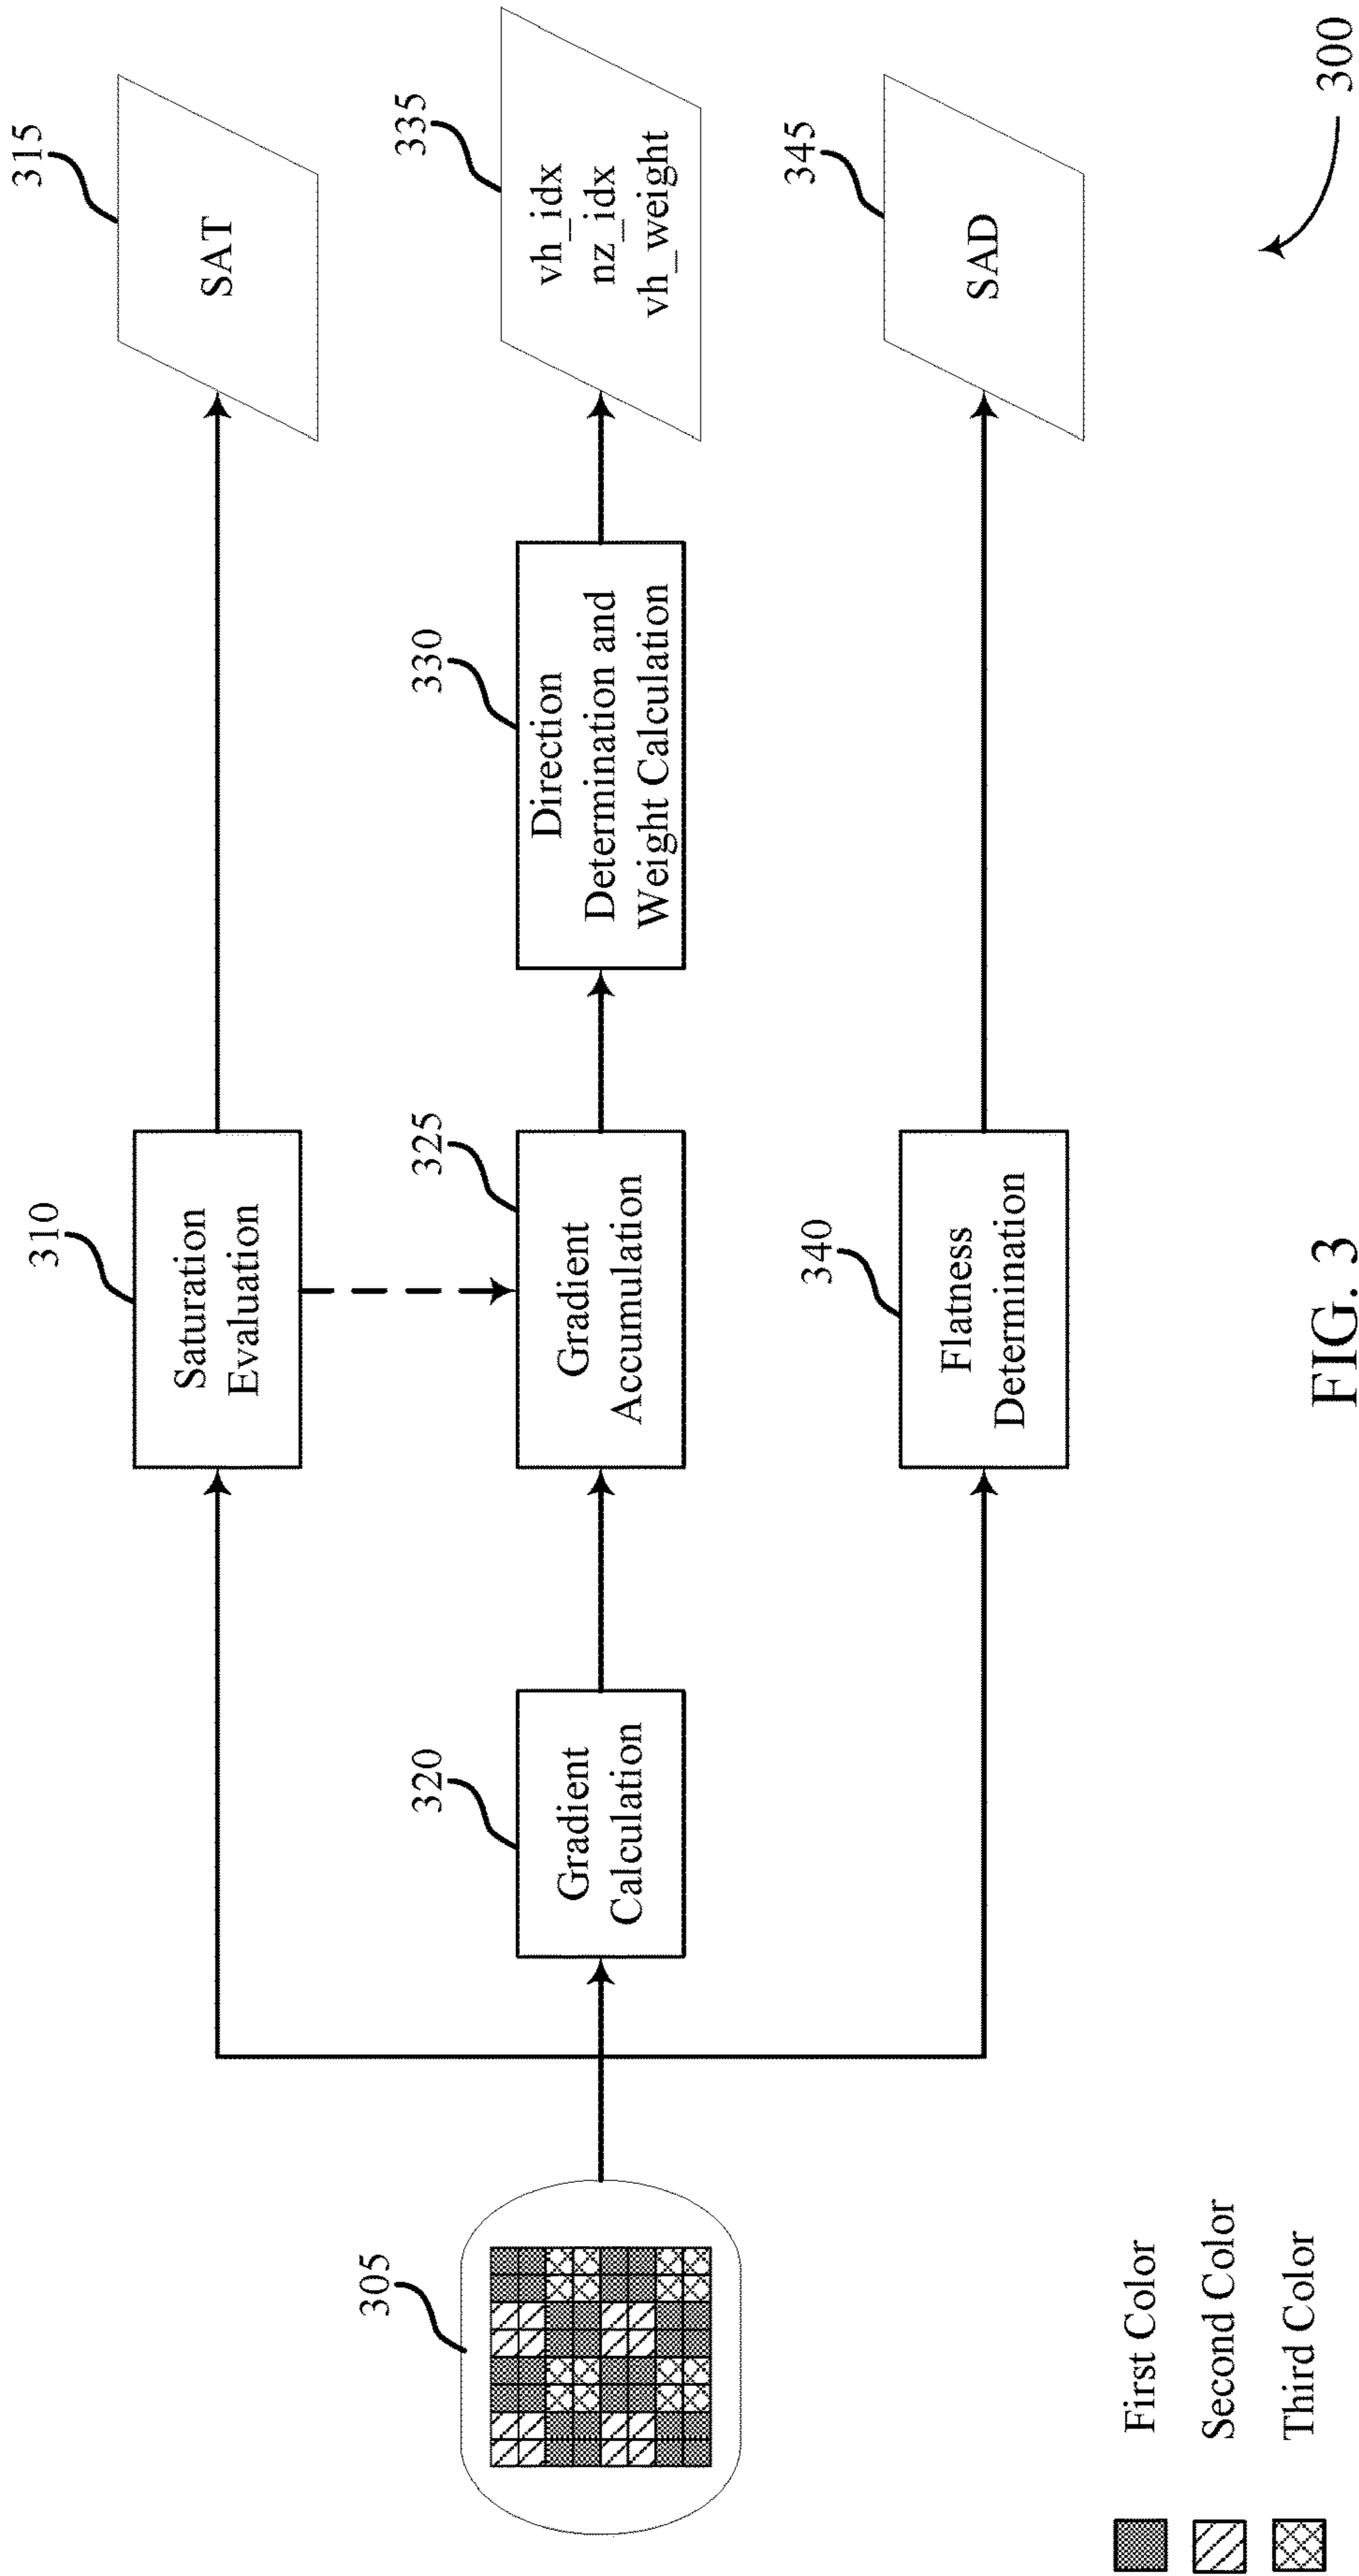 305
310
Saturation
Evaluation
315
SAT
320
Gradient
Calculation
325
Gradient
Accumulation
330
Direction
Determination and
Weight Calculation
335
vh_idx
nz_idx
vh_weight
340
Flatness
Determination
345
SAD
First Color
Second Color
Third Color
300
FIG. 3